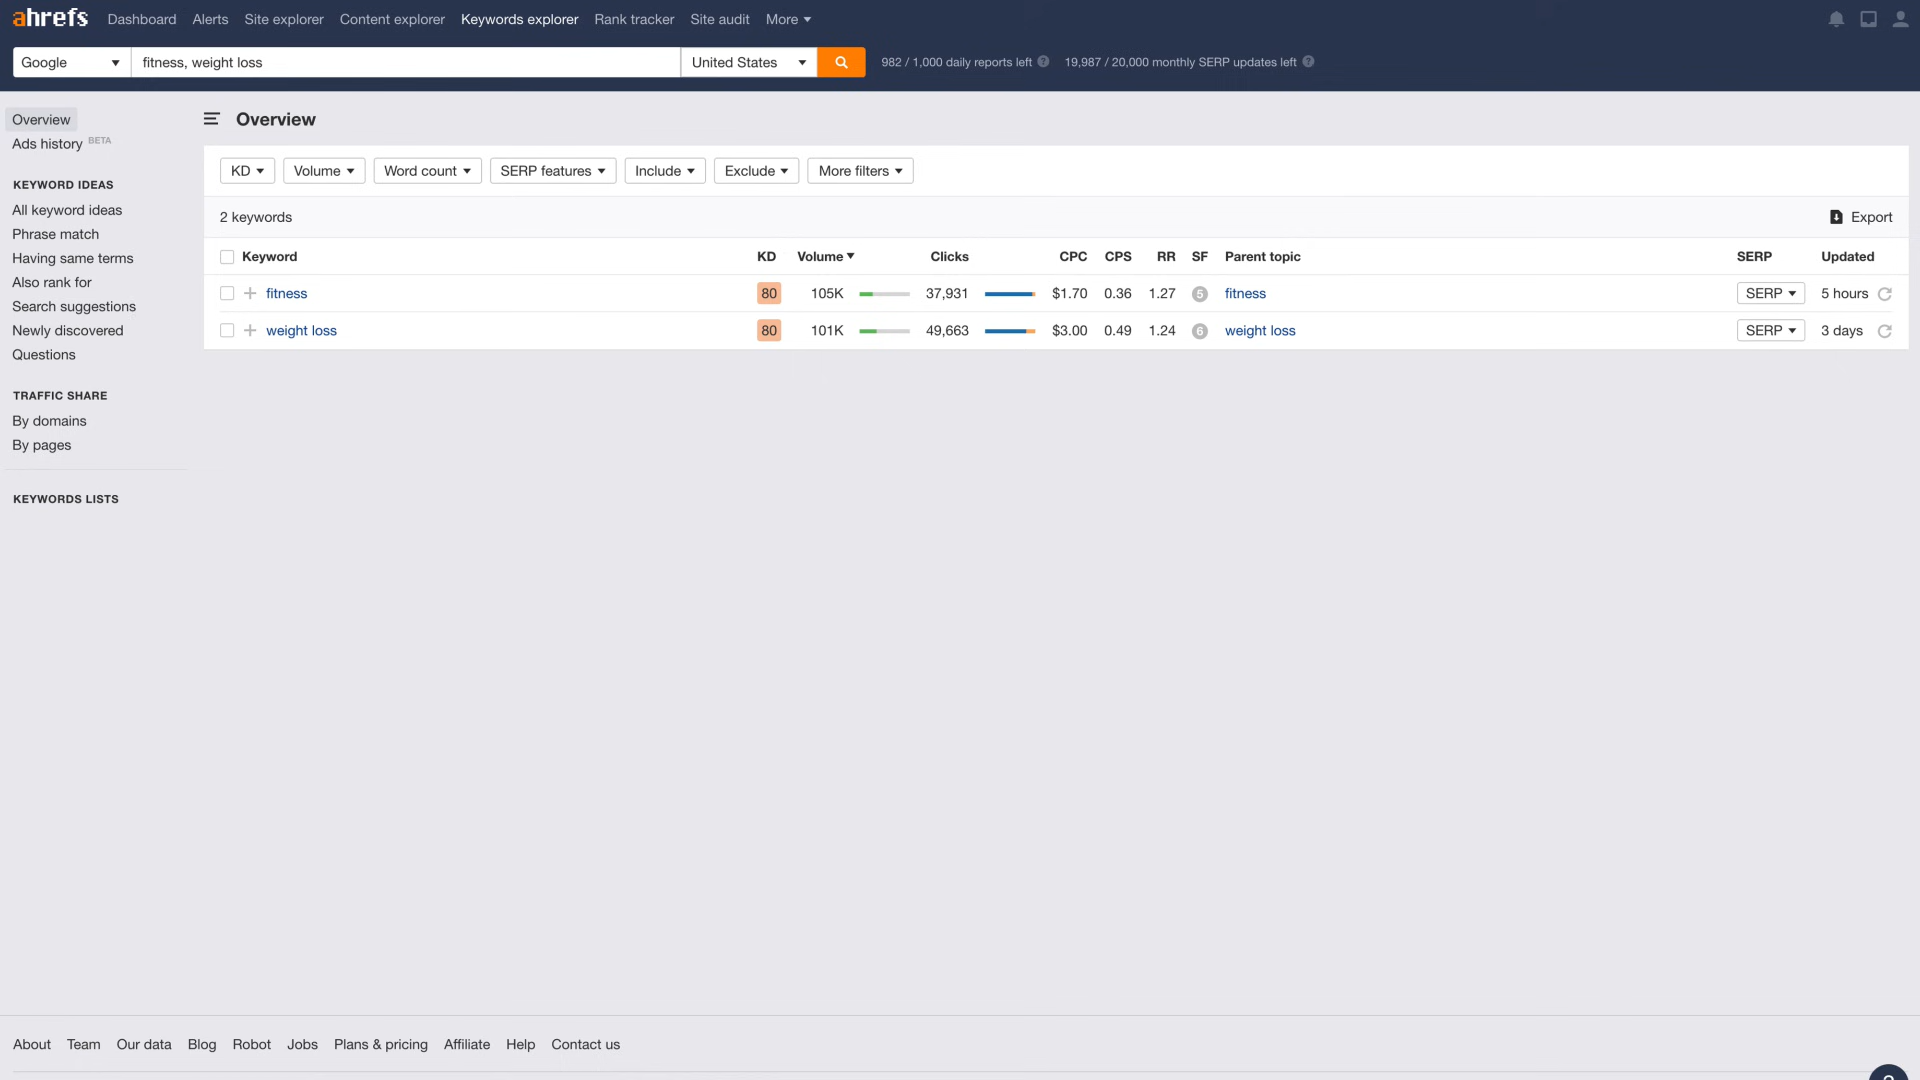 ahrefs Dashboard Alerts Site explorer Content explorer Keywords explorer Rank tracker Site audit More
Google fitness, weight loss United States 982 / 1,000 daily reports left ? 19,987 / 20,000 monthly SERP updates left ?
Overview
Ads history BETA
KEYWORD IDEAS
All keyword ideas
Phrase match
Having same terms
Also rank for
Search suggestions
Newly discovered
Questions
TRAFFIC SHARE
By domains
By pages
KEYWORDS LISTS
Overview
KD Volume Word count SERP features Include Exclude More filters
2 keywords Export
Keyword KD Volume Clicks CPC CPS RR SF Parent topic SERP Updated
fitness 80 105K 37,931 $1.70 0.36 1.27 5 fitness SERP 5 hours
weight loss 80 101K 49,663 $3.00 0.49 1.24 6 weight loss SERP 3 days
About Team Our data Blog Robot Jobs Plans & pricing Affiliate Help Contact us